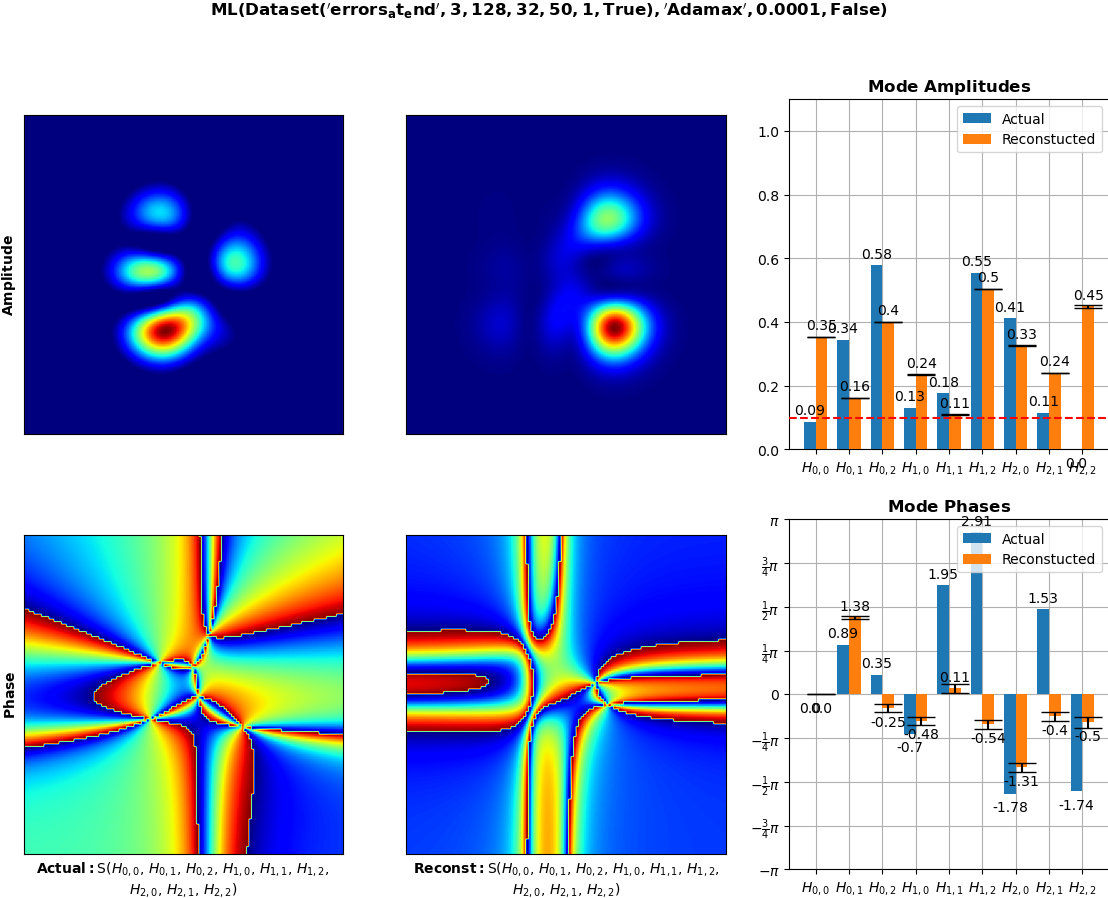 ML(Dataset('errorsₐtₑnd', 3, 128, 32, 50, 1, True), 'Adamax', 0.0001, False)
Amplitude
Mode Amplitudes
Actual
Reconstucted
1.0
0.8
0.6
0.4
0.2
0.0
0.09
0.35
0.34
0.16
0.58
0.4
0.13
0.24
0.18
0.11
0.55
0.5
0.41
0.33
0.11
0.24
0.0
0.45
H₀,₀ H₀,₁ H₀,₂ H₁,₀ H₁,₁ H₁,₂ H₂,₀ H₂,₁ H₂,₂
Phase
Mode Phases
Actual
Reconstucted
π
¾π
½π
¼π
0
−¼π
−½π
−¾π
−π
0.0
0.0
0.89
1.38
0.35
-0.25
-0.7
-0.48
1.95
0.11
2.91
-0.54
-1.78
-1.31
1.53
-0.4
-1.74
-0.5
H₀,₀ H₀,₁ H₀,₂ H₁,₀ H₁,₁ H₁,₂ H₂,₀ H₂,₁ H₂,₂
Actual: S(H₀,₀, H₀,₁, H₀,₂, H₁,₀, H₁,₁, H₁,₂,
H₂,₀, H₂,₁, H₂,₂)
Reconst: S(H₀,₀, H₀,₁, H₀,₂, H₁,₀, H₁,₁, H₁,₂,
H₂,₀, H₂,₁, H₂,₂)